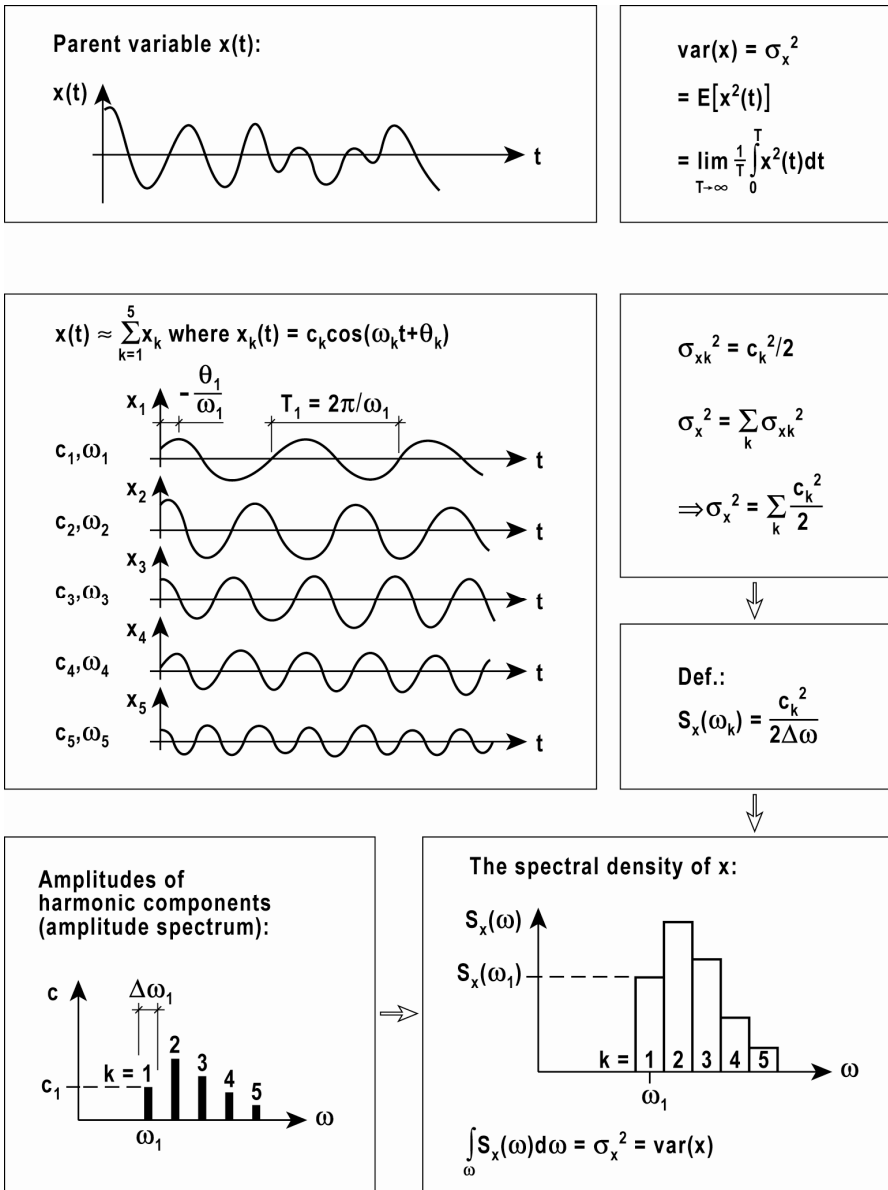 Parent variable x(t):
x(t)
t
var(x) = σₓ²
= E[x²(t)]
= lim T→∞ 1/T ∫₀ᵀ x²(t)dt
x(t) ≈ ∑ₖ₌₁⁵ xₖ where xₖ(t) = cₖcos(ωₖt+θₖ)
x₁
-θ₁/ω₁
T₁ = 2π/ω₁
c₁,ω₁
t
x₂
c₂,ω₂
t
x₃
c₃,ω₃
t
x₄
c₄,ω₄
t
x₅
c₅,ω₅
t
σₓₖ² = cₖ²/2
σₓ² = ∑ₖ σₓₖ²
⇒σₓ² = ∑ₖ cₖ²/2
Def.:
Sₓ(ωₖ) = cₖ²/2Δω
Amplitudes of
harmonic components
(amplitude spectrum):
c
Δω₁
k = 1 2 3 4 5
c₁
ω
ω₁
The spectral density of x:
Sₓ(ω)
Sₓ(ω₁)
k = 1 2 3 4 5
ω
ω₁
∫ω Sₓ(ω)dω = σₓ² = var(x)